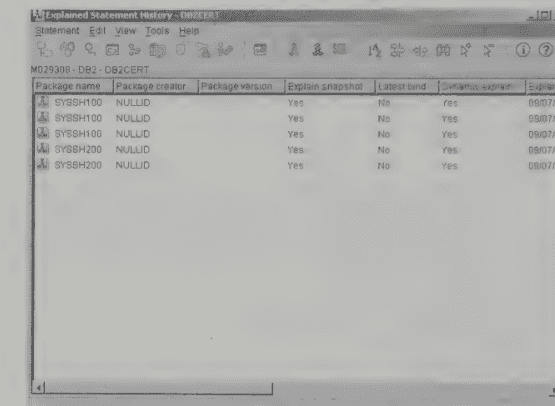 Explained Statement History - DB2CERT
Statement Edit View Tools Help
M029308 - DB2 - DB2CERT
Package name Package creator Package version Explain snapshot Latest bind Dynamic explain Explai
SYSSH100 NULLID Yes No Yes 09/07/
SYSSH100 NULLID Yes No Yes 09/07/
SYSSH100 NULLID Yes No Yes 09/07/
SYSSH200 NULLID Yes No Yes 09/07/
SYSSH200 NULLID Yes No Yes 09/07/